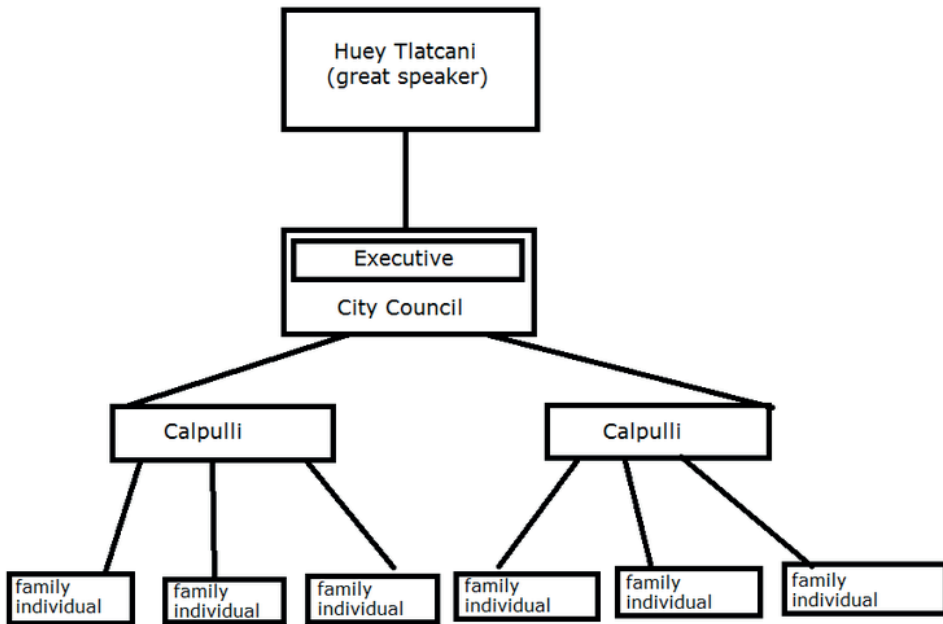 Huey Tlatcani
(great speaker)
Executive
City Council
Calpulli
Calpulli
family
individual
family
individual
family
individual
family
individual
family
individual
family
individual